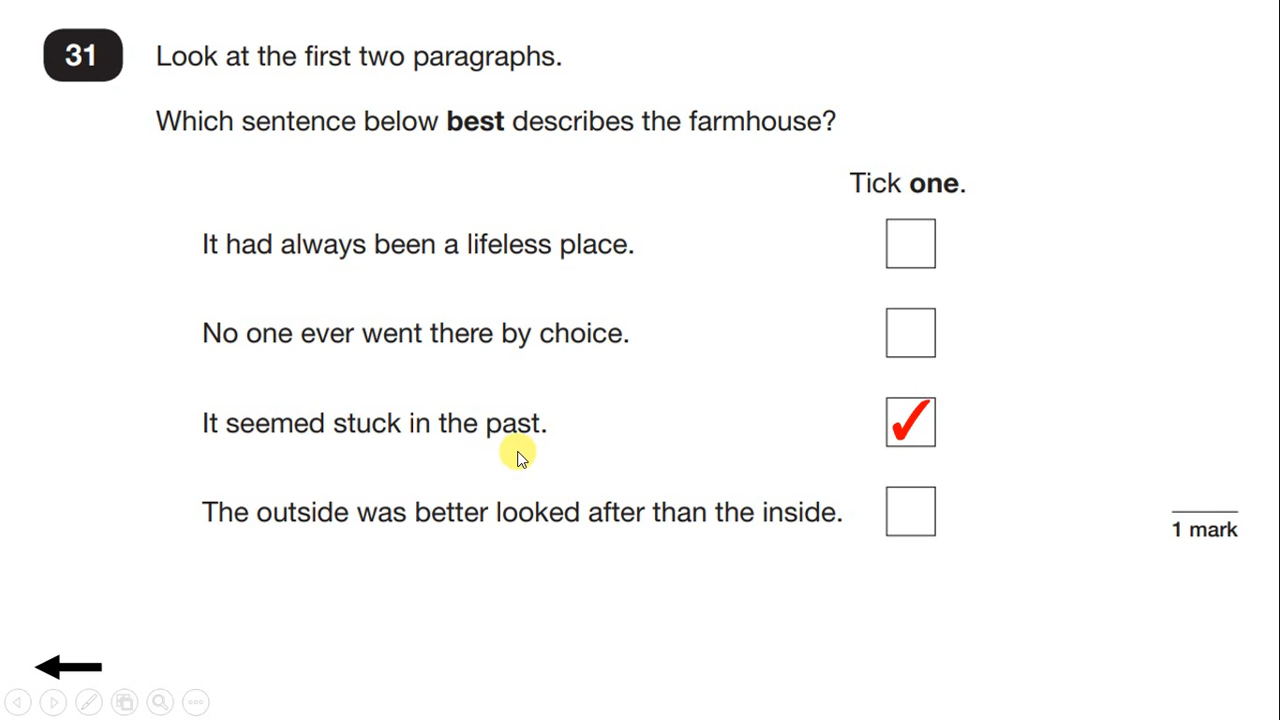 31 Look at the first two paragraphs.
Which sentence below best describes the farmhouse?
Tick one.
It had always been a lifeless place.
No one ever went there by choice.
It seemed stuck in the past.
The outside was better looked after than the inside.
1 mark